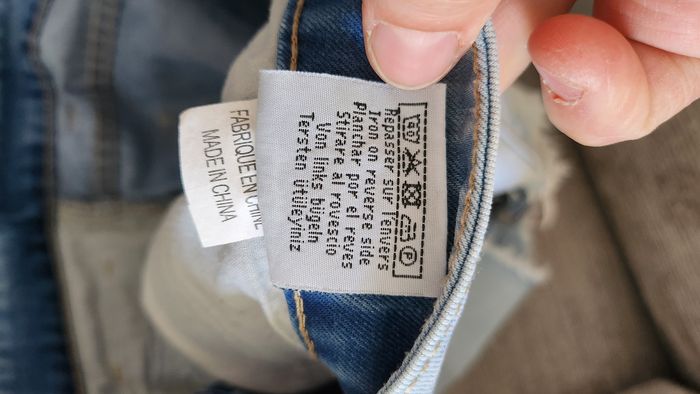 P
Repasser sur l'envers
Iron on reverse side
Planchar por el reves
Stirare al rovescio
Von links bügeln
Tersten ütüleyiniz
FABRIQUE EN CHINE
MADE IN CHINA